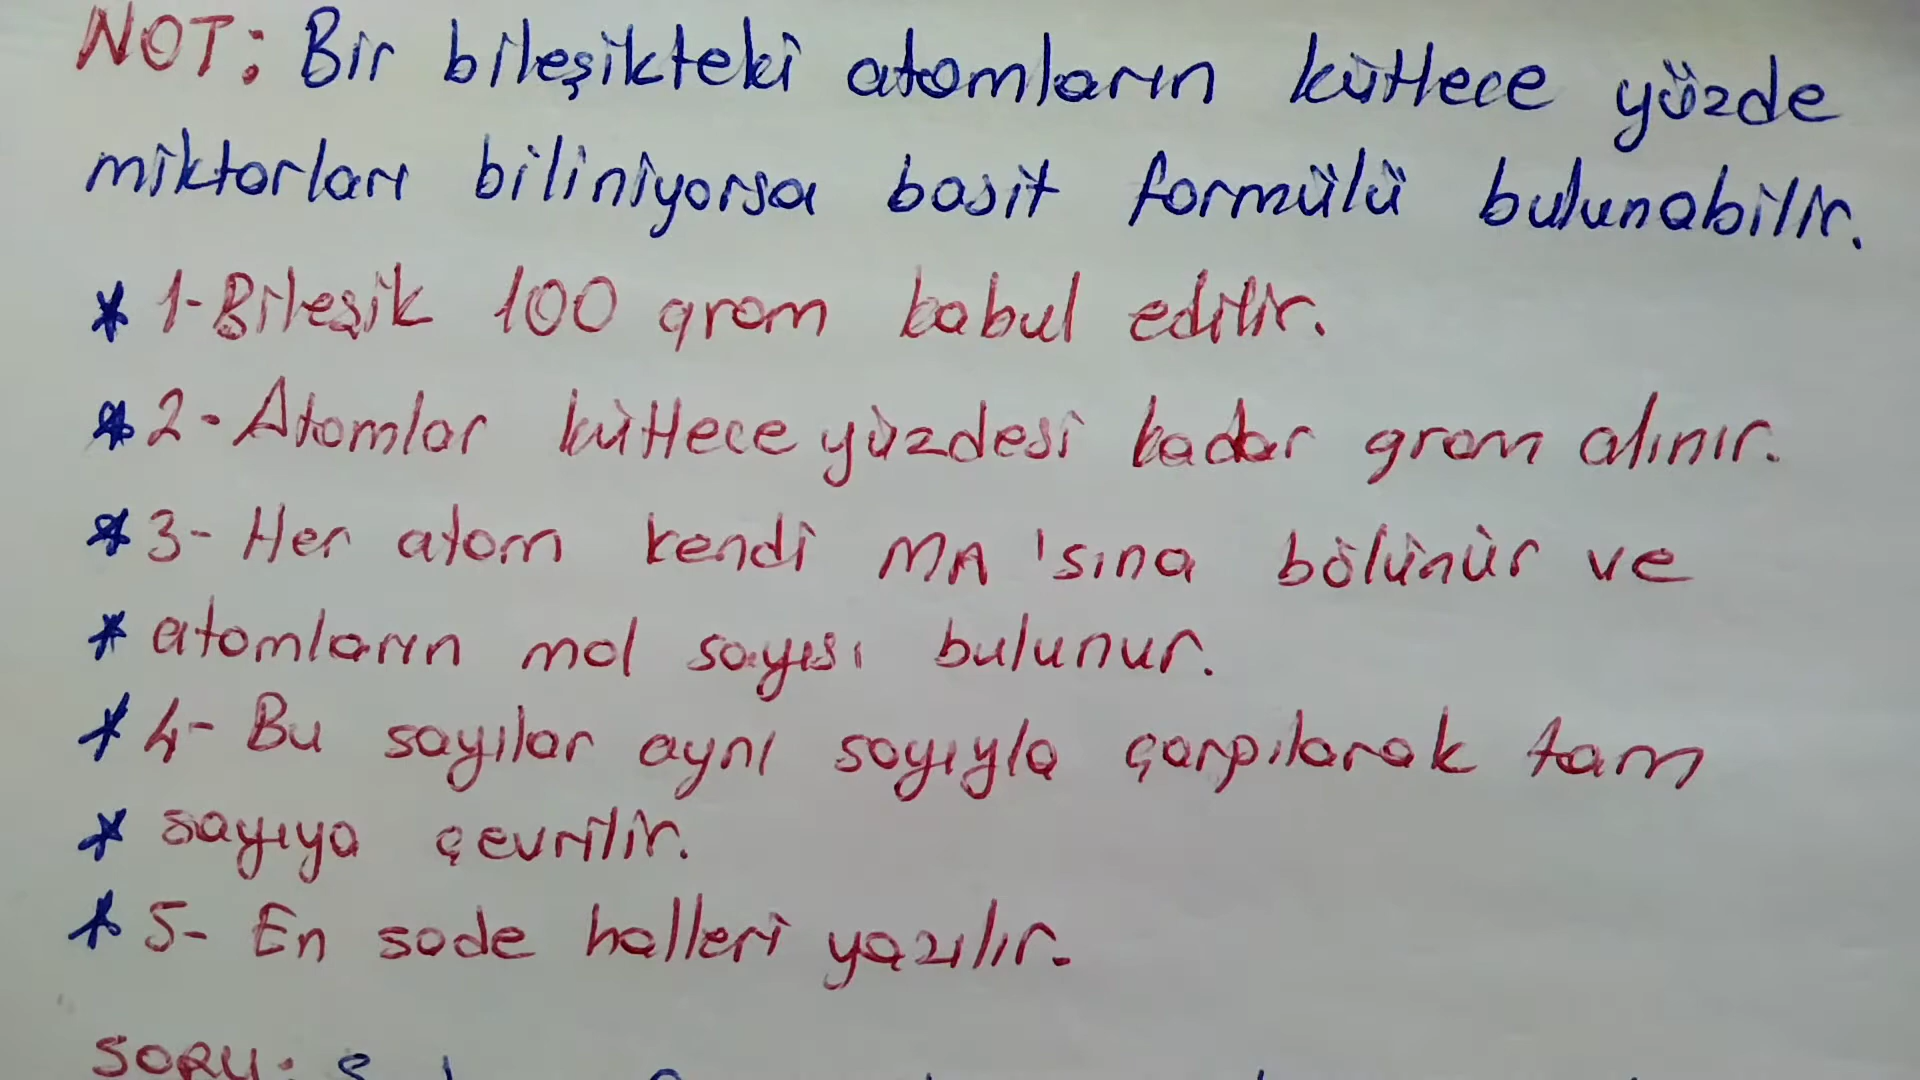 NOT: Bir bileşikteki atomların kütlece yüzde
miktarları biliniyorsa basit formülü bulunabilir.
* 1-Bileşik 100 gram kabul edilir.
* 2-Atomlar kütlece yüzdesi kadar gram alınır.
* 3- Her atom kendi MA 'sına bölünür ve
* atomların mol sayısı bulunur.
* 4- Bu sayılar aynı sayıyla çarpılarak tam
* sayıya çevrilir.
* 5- En sade halleri yazılır.
SORU: